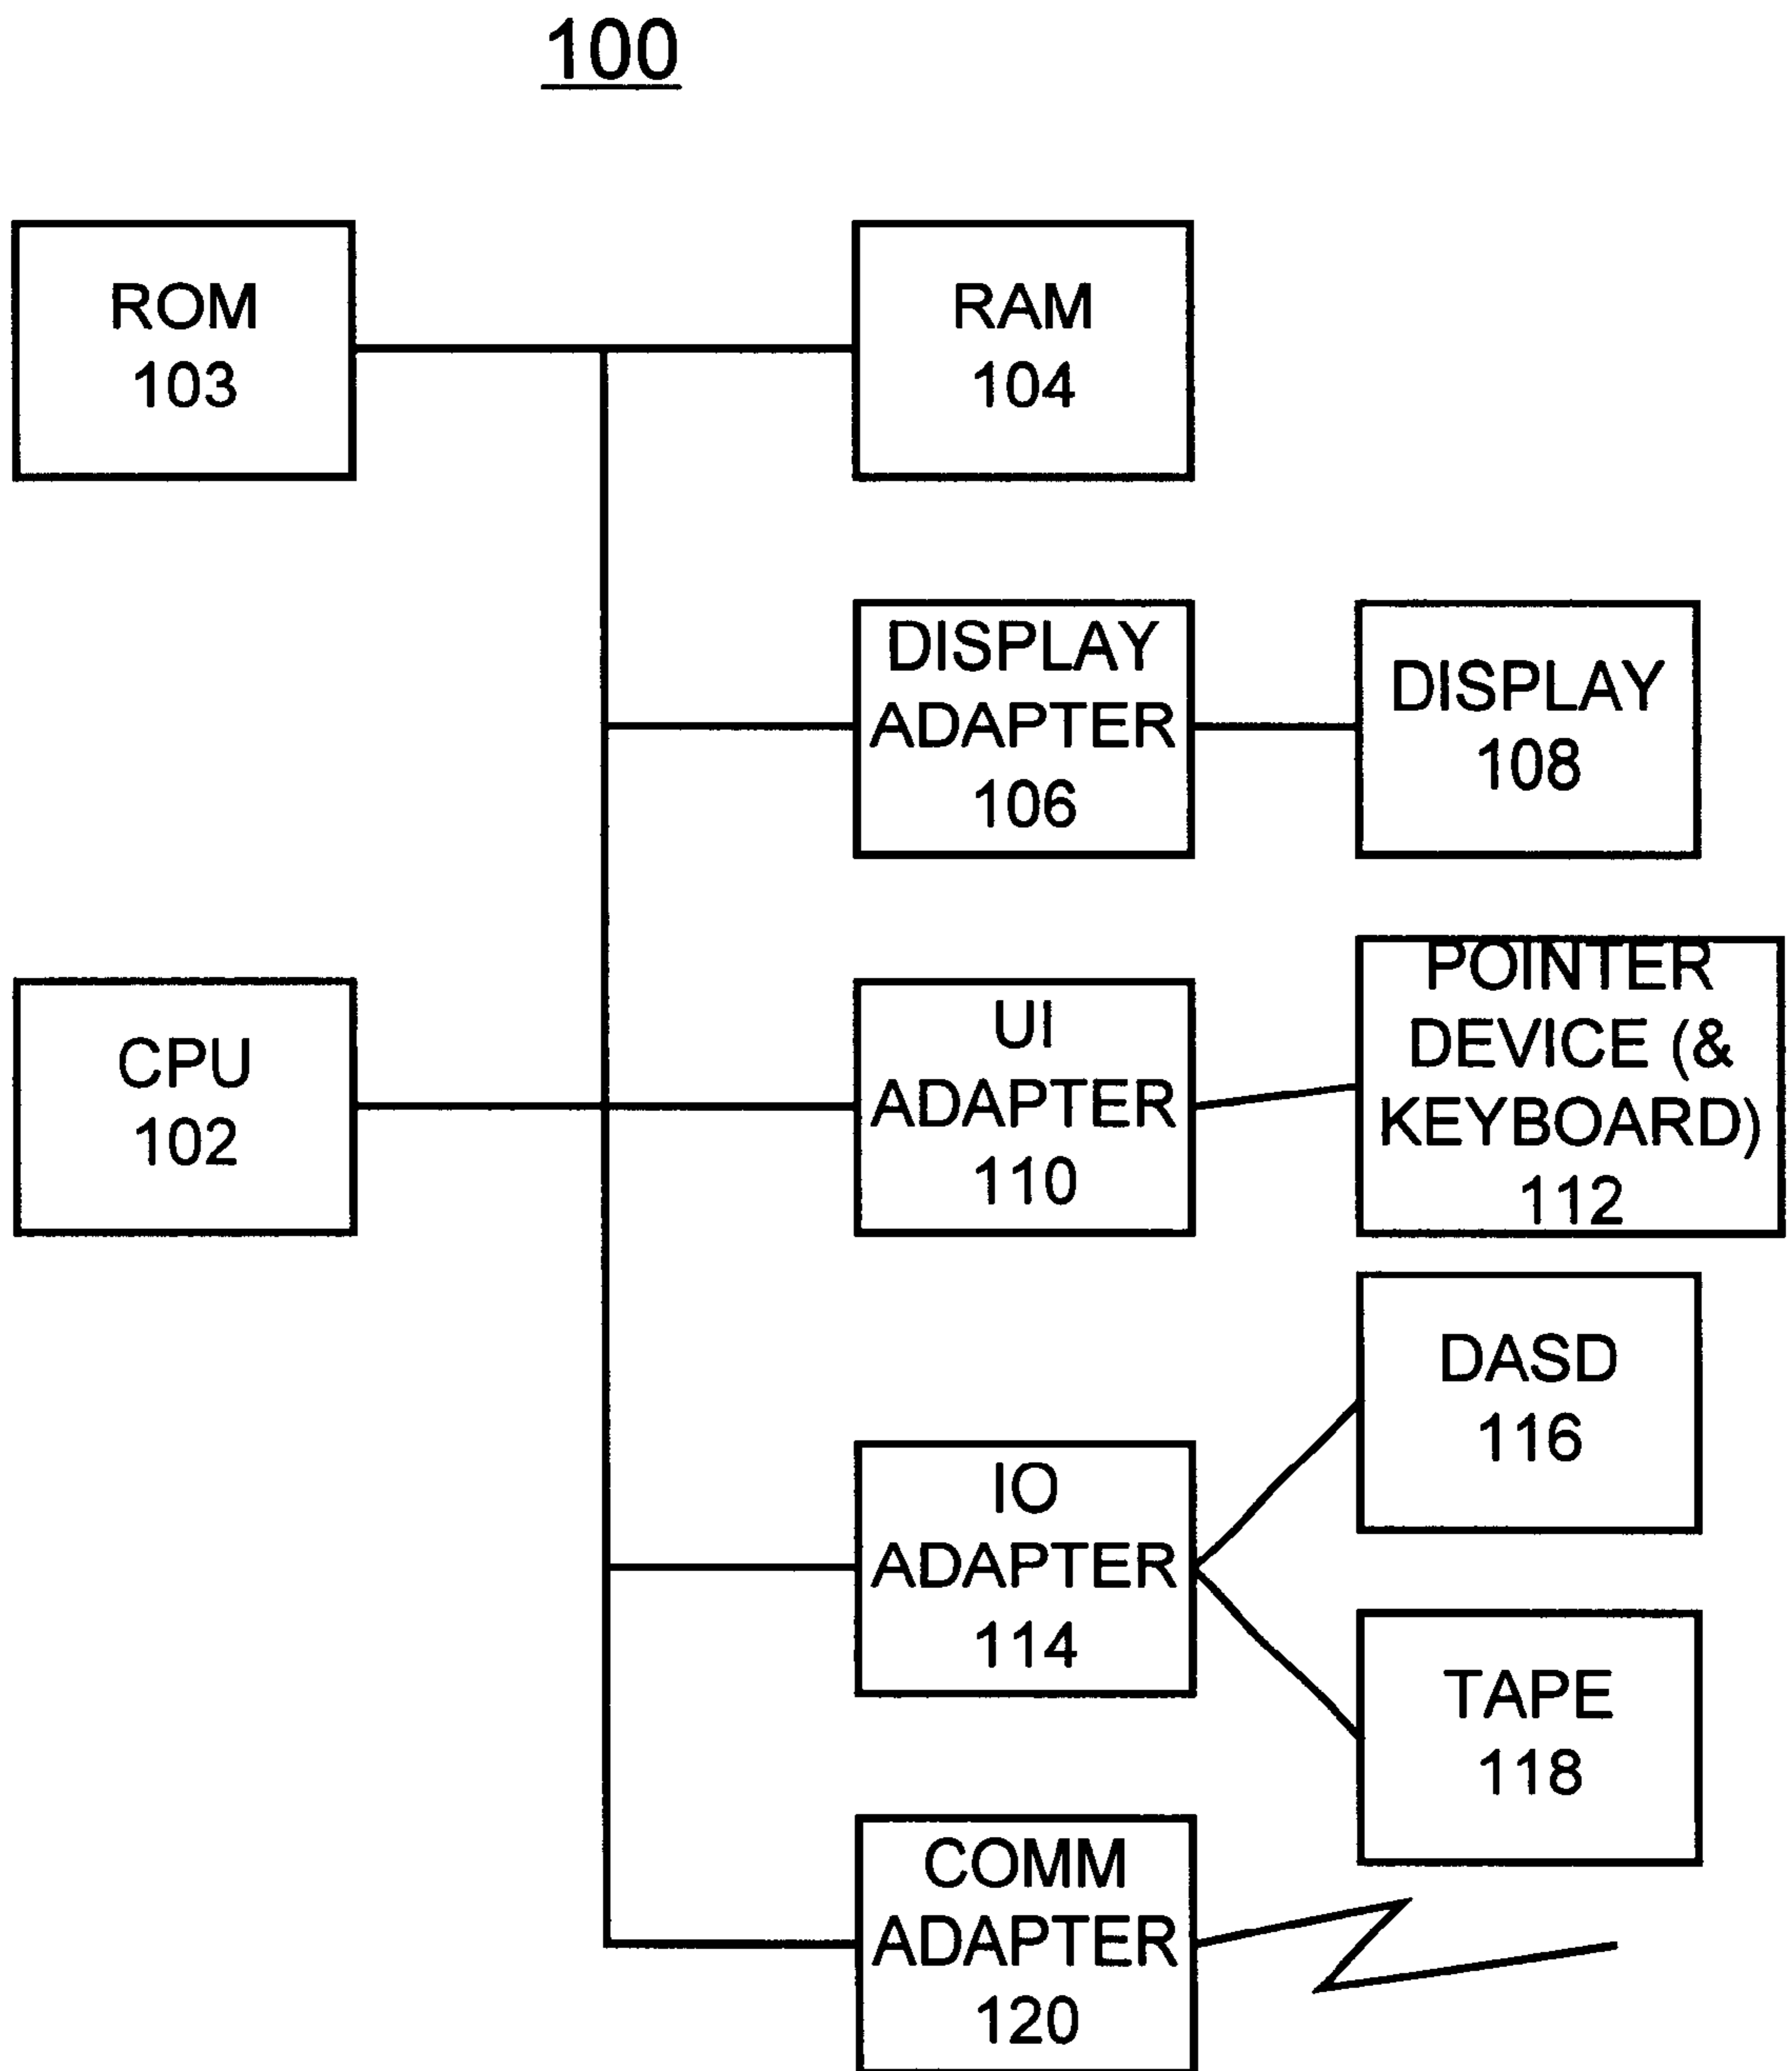 100
ROM
103
RAM
104
DISPLAY
ADAPTER
106
DISPLAY
108
CPU
102
UI
ADAPTER
110
POINTER
DEVICE (&
KEYBOARD)
112
IO
ADAPTER
114
DASD
116
TAPE
118
COMM
ADAPTER
120